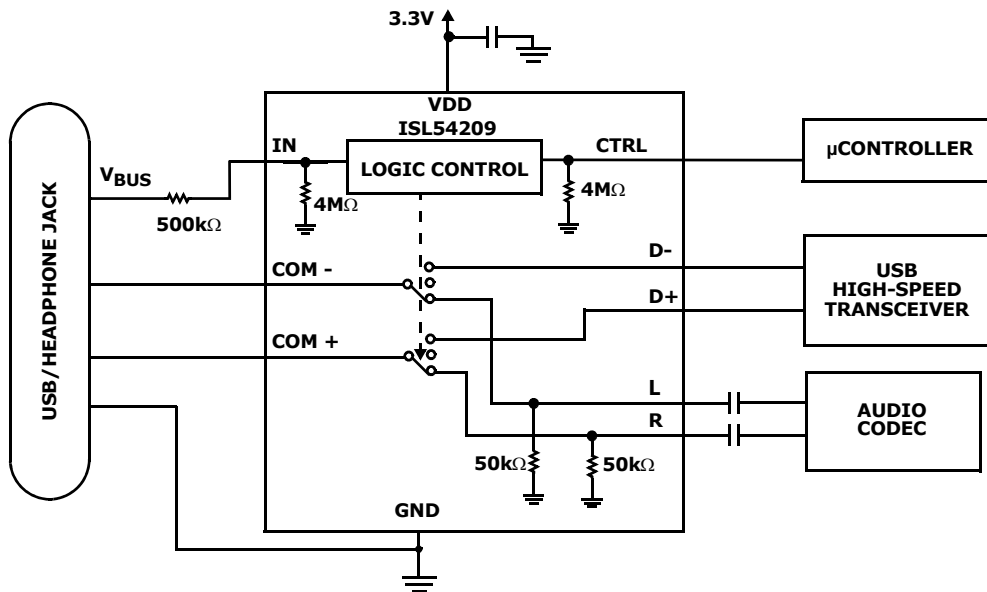 3.3V
VDD
ISL54209
IN
LOGIC CONTROL
CTRL
µCONTROLLER
VBUS
500kΩ
4MΩ
4MΩ
USB/HEADPHONE JACK
COM -
COM +
D-
D+
USB
HIGH-SPEED
TRANSCEIVER
L
R
AUDIO
CODEC
50kΩ
50kΩ
GND